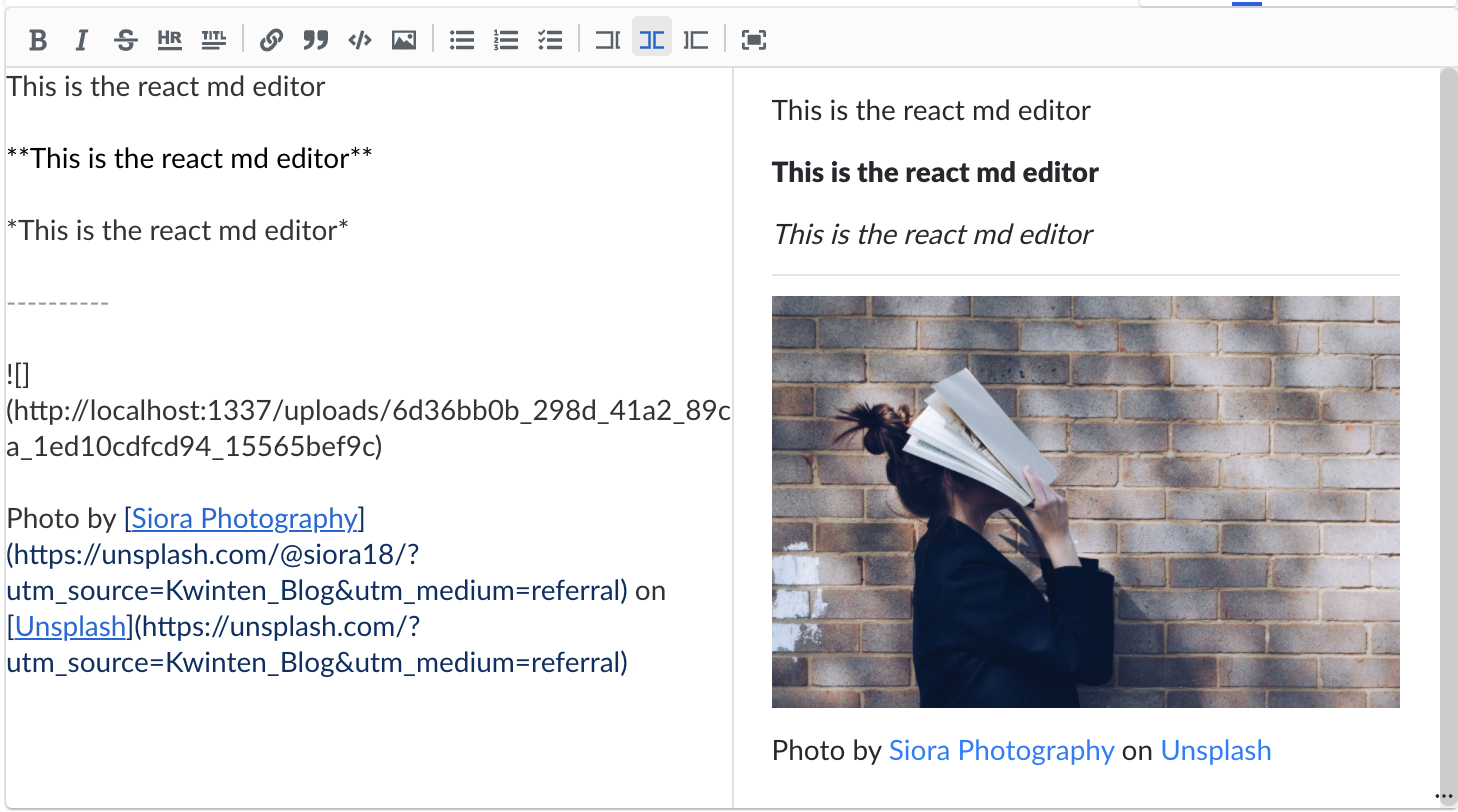 B I S HR TITL
This is the react md editor
**This is the react md editor**
*This is the react md editor*
----------
![]
(http://localhost:1337/uploads/6d36bb0b_298d_41a2_89c
a_1ed10cdfcd94_15565bef9c)
Photo by [Siora Photography]
(https://unsplash.com/@siora18/?
utm_source=Kwinten_Blog&utm_medium=referral) on
[Unsplash](https://unsplash.com/?
utm_source=Kwinten_Blog&utm_medium=referral)
This is the react md editor
This is the react md editor
This is the react md editor
Photo by Siora Photography on Unsplash